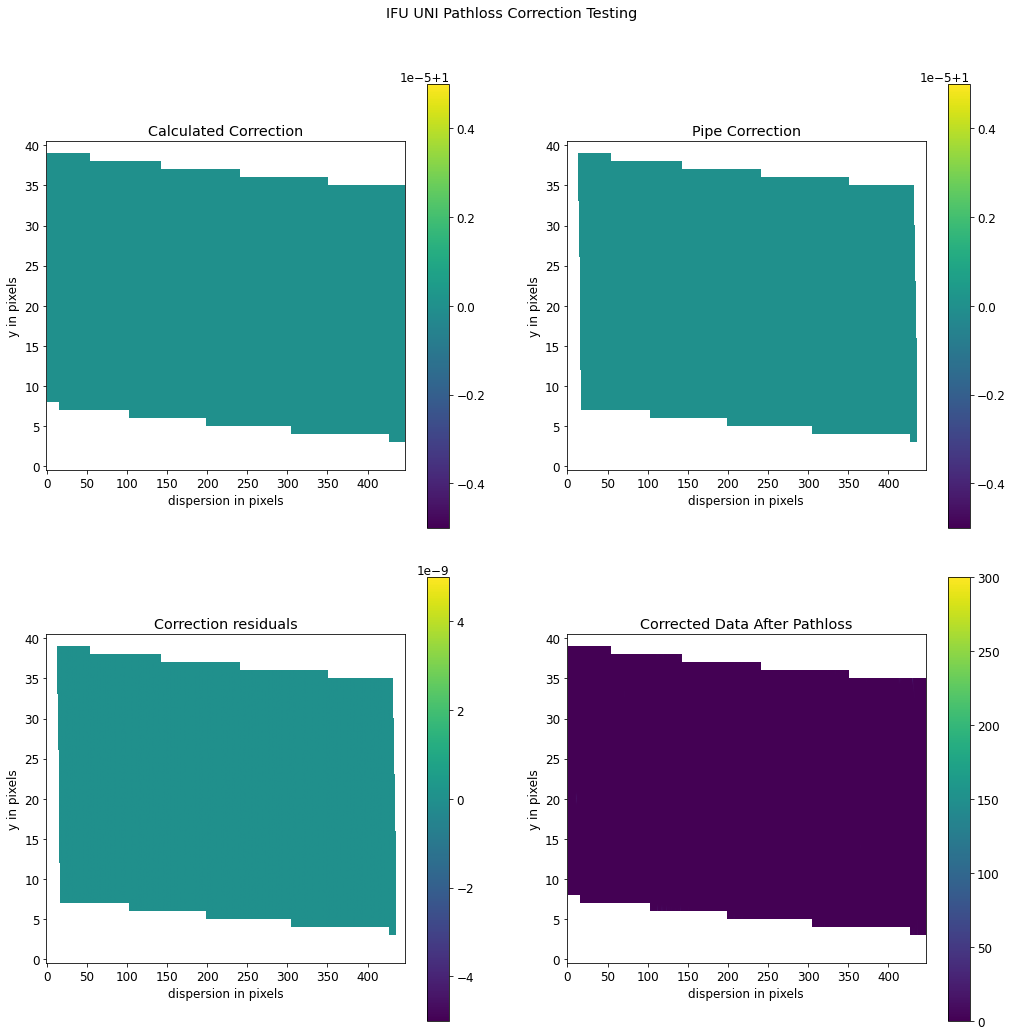 IFU UNI Pathloss Correction Testing
1e−5+1
1e−5+1
Calculated Correction
Pipe Correction
40
35
30
25
20
15
10
5
0
y in pixels
0 50 100 150 200 250 300 350 400
dispersion in pixels
0.4
0.2
0.0
−0.2
−0.4
40
35
30
25
20
15
10
5
0
y in pixels
0 50 100 150 200 250 300 350 400
dispersion in pixels
0.4
0.2
0.0
−0.2
−0.4
1e−9
Correction residuals
Corrected Data After Pathloss
40
35
30
25
20
15
10
5
0
y in pixels
0 50 100 150 200 250 300 350 400
dispersion in pixels
4
2
0
−2
−4
40
35
30
25
20
15
10
5
0
y in pixels
0 50 100 150 200 250 300 350 400
dispersion in pixels
300
250
200
150
100
50
0